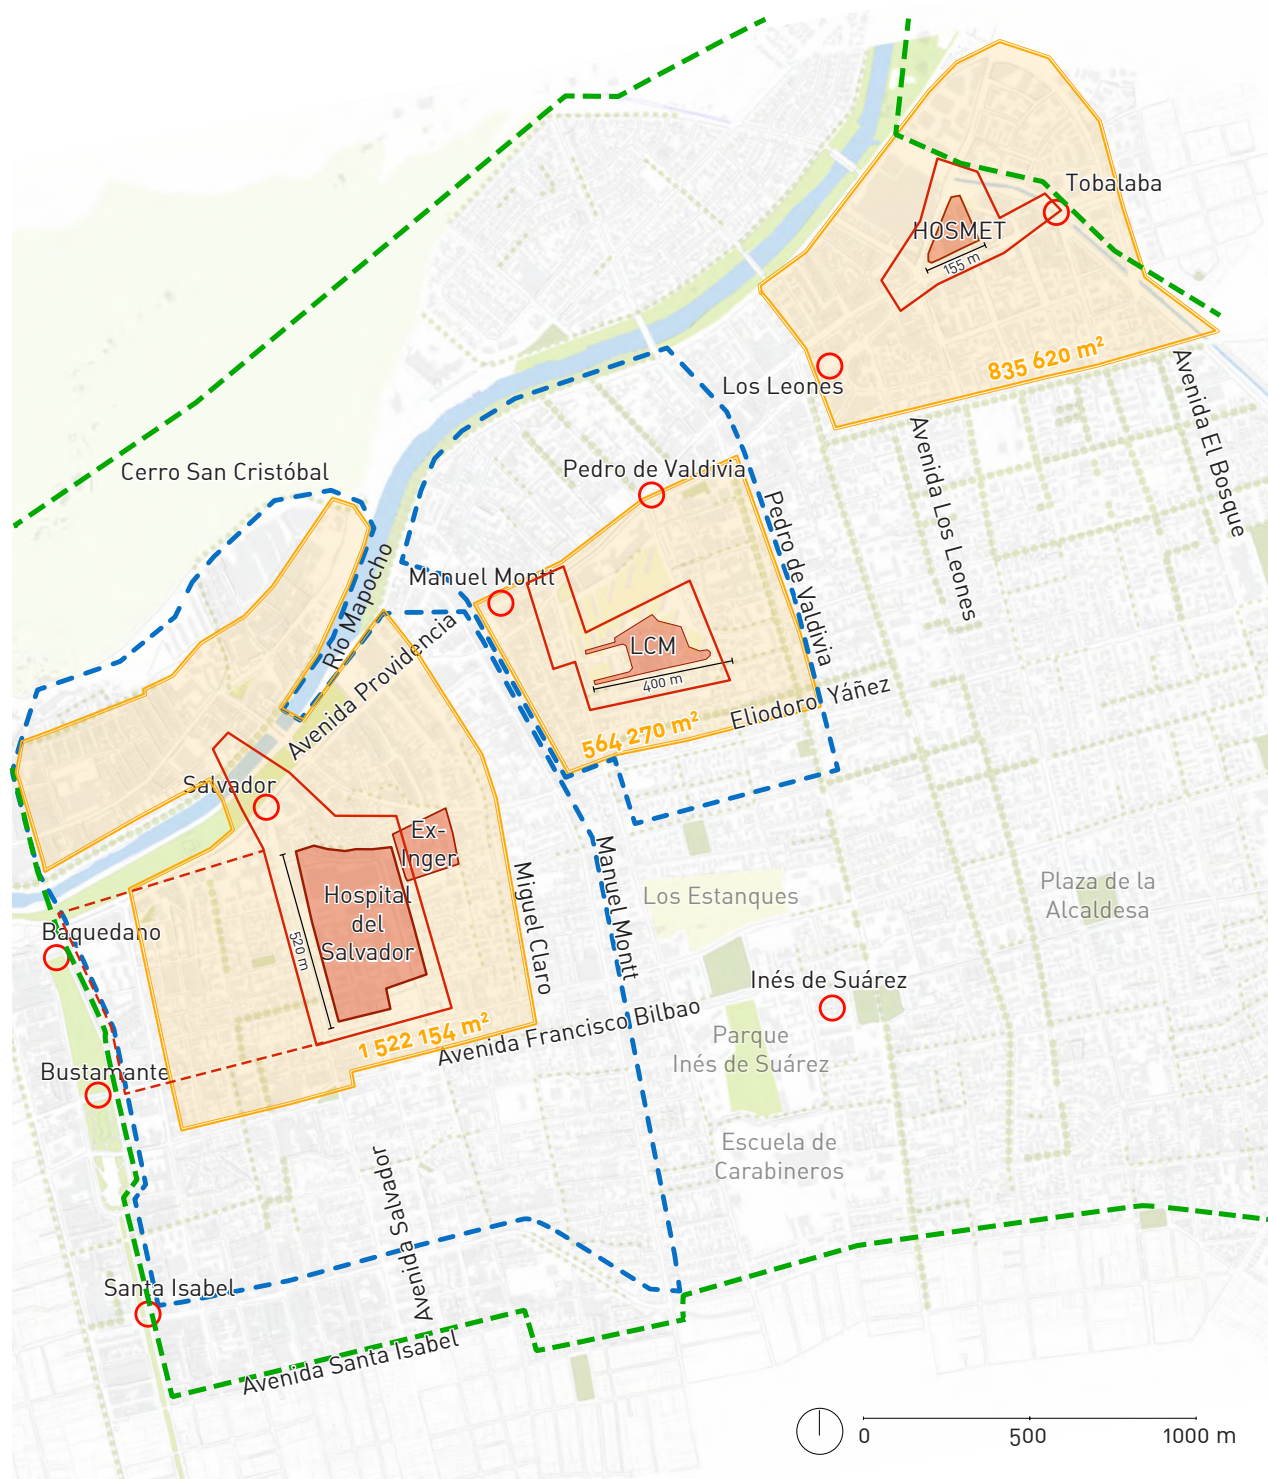 Tobalaba
HOSMET
155 m
835 620 m²
Los Leones
Avenida El Bosque
Avenida Los Leones
Cerro San Cristóbal
Pedro de Valdivia
Pedro de Valdivia
Río Mapocho
Manuel Montt
Avenida Providencia
LCM
400 m
Eliodoro Yáñez
564 270 m²
Salvador
Ex-
Inger
Hospital
del
Salvador
520 m
Miguel Claro
Manuel Montt
Los Estanques
Plaza de la
Alcaldesa
Baquedano
Inés de Suárez
1 522 154 m²
Avenida Francisco Bilbao
Parque
Inés de Suárez
Bustamante
Escuela de
Carabineros
Avenida Salvador
Santa Isabel
Avenida Santa Isabel
0 500 1000 m